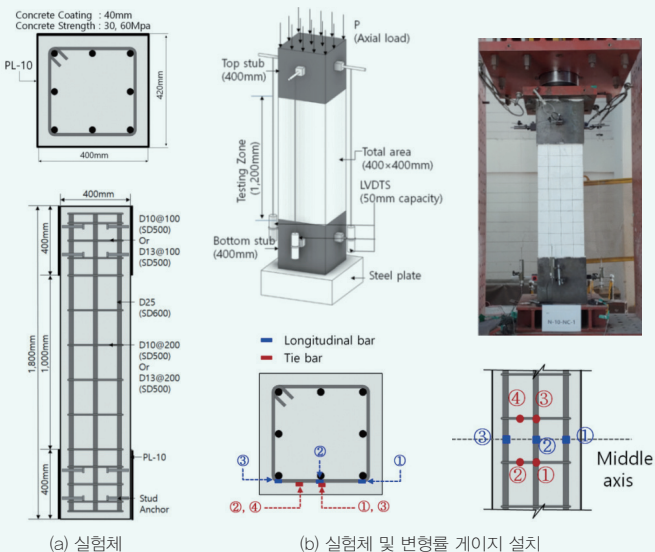 Concrete Coating : 40mm
Concrete Strength : 30, 60Mpa
PL-10
420mm
400mm
400mm
400mm
1,000mm
1,800mm
400mm
D10@100
(SD500)
Or
D13@100
(SD500)
D25
(SD600)
D10@200
(SD500)
Or
D13@200
(SD500)
PL-10
Stud
Anchor
(a) 실험체
P
(Axial load)
Top stub
(400mm)
Testing Zone
(1,200mm)
Total area
(400×400mm)
LVDTS
(50mm capacity)
Bottom stub
(400mm)
Steel plate
Longitudinal bar
Tie bar
③
②
①
②, ④
①, ③
④
③
③
②
①
②
①
Middle
axis
(b) 실험체 및 변형률 게이지 설치